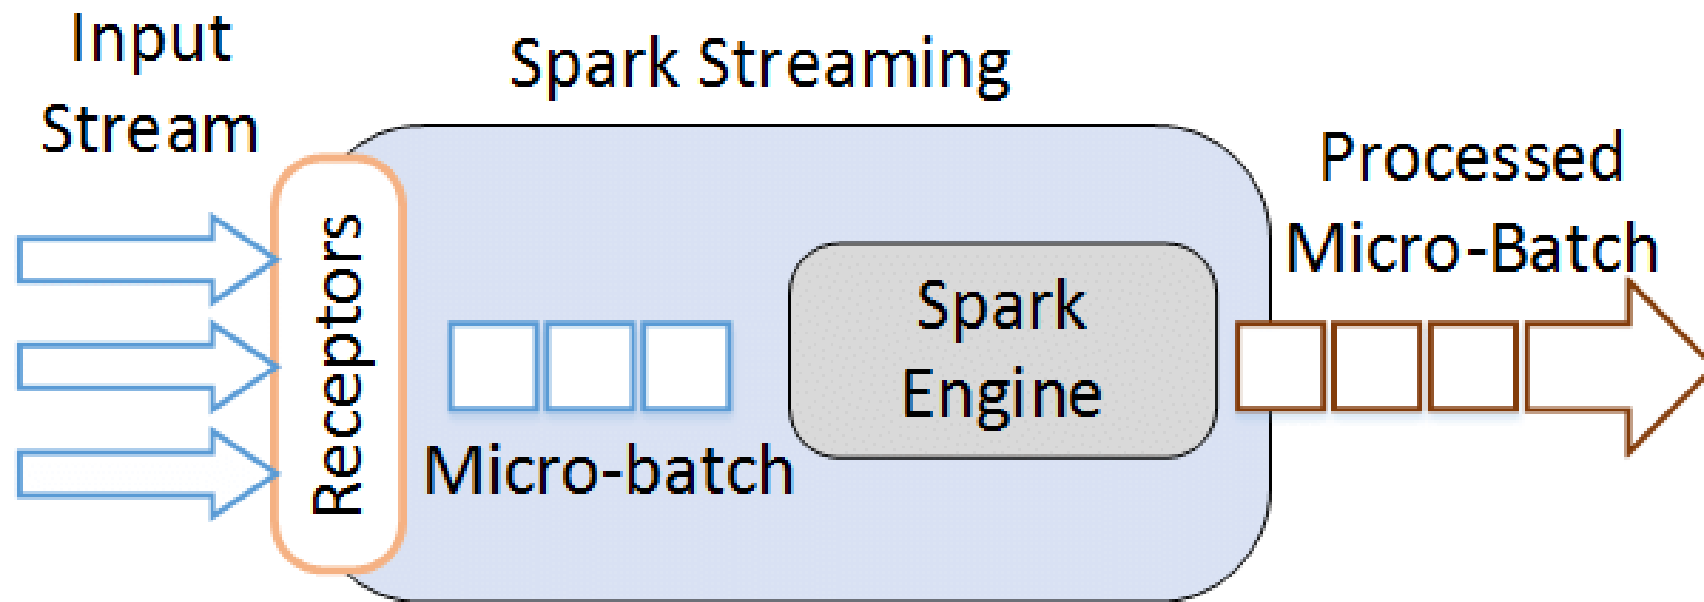 Input
Stream
Spark Streaming
Receptors
Micro-batch
Spark
Engine
Processed
Micro-Batch